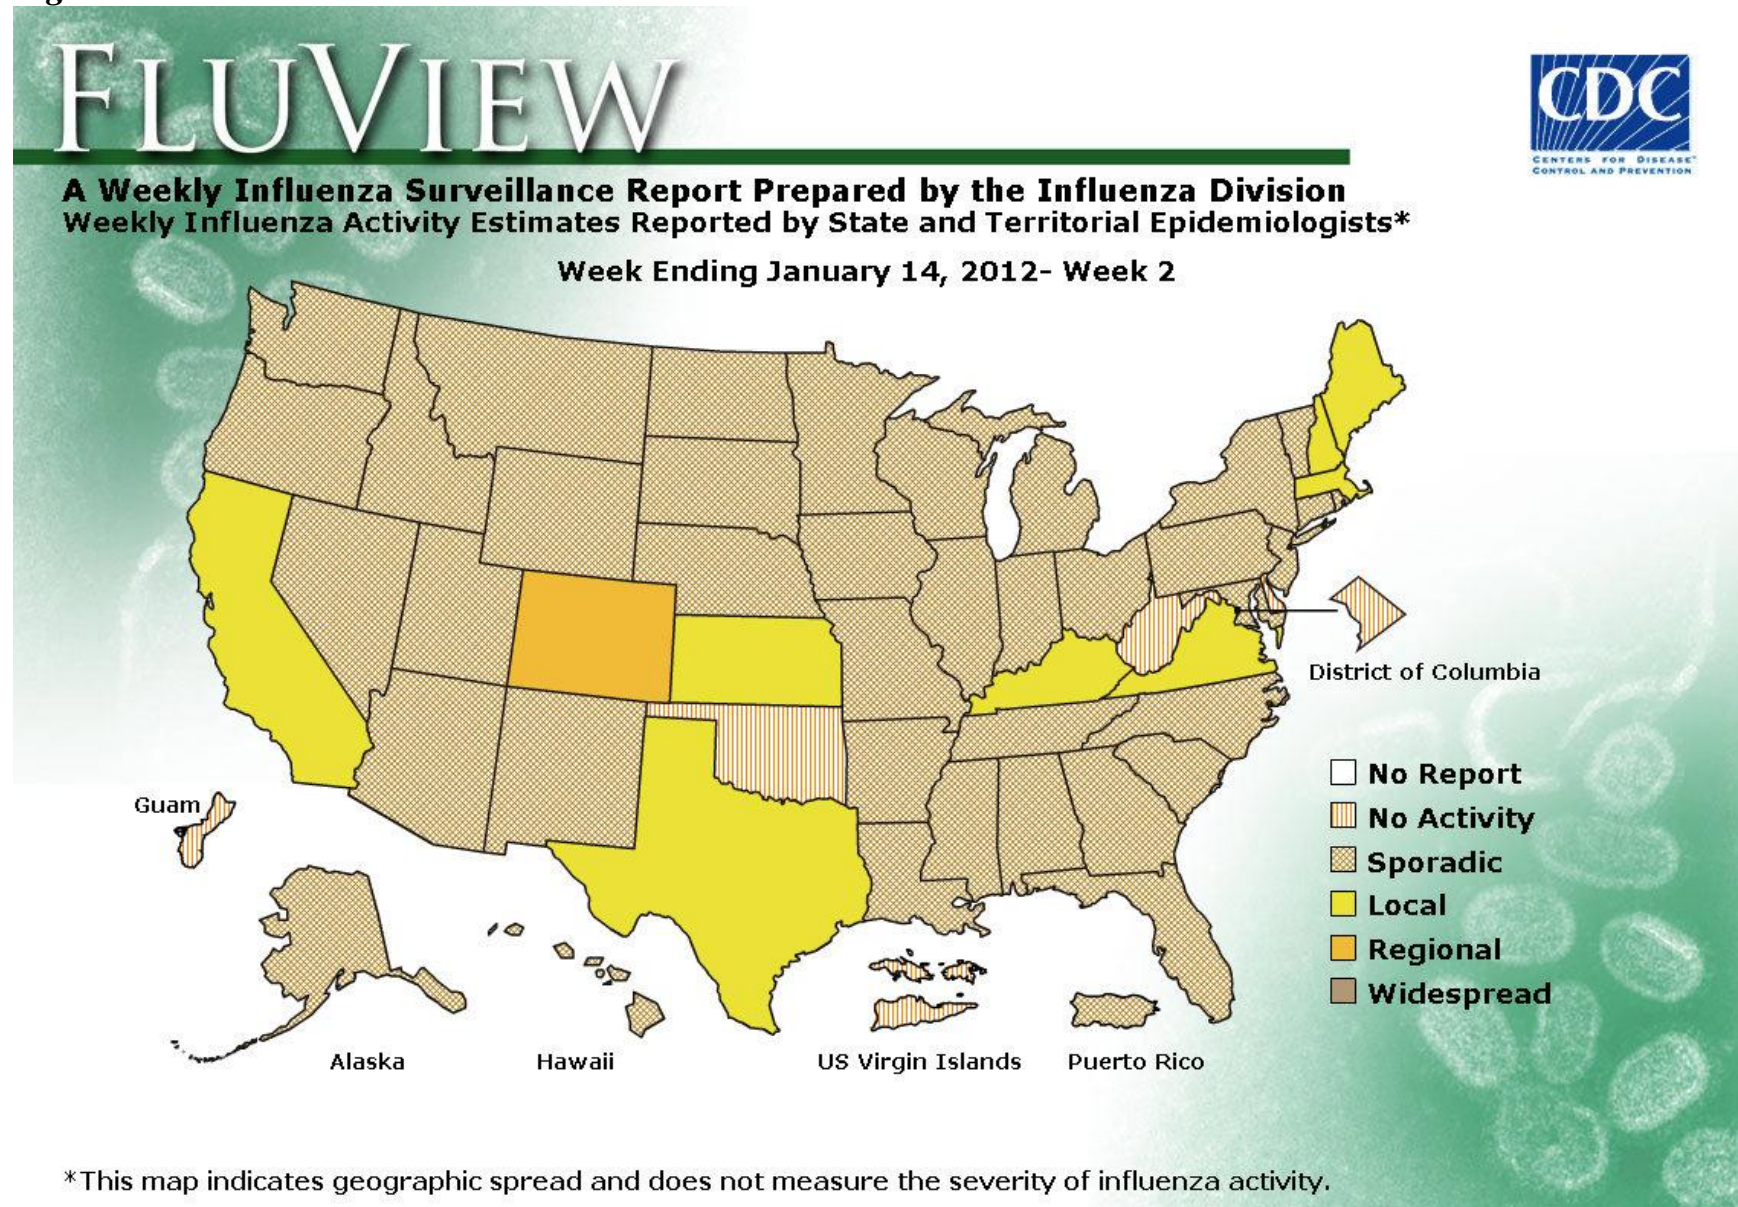 FLUVIEW
CDC
CENTERS FOR DISEASE™
CONTROL AND PREVENTION
A Weekly Influenza Surveillance Report Prepared by the Influenza Division
Weekly Influenza Activity Estimates Reported by State and Territorial Epidemiologists*
Week Ending January 14, 2012- Week 2
District of Columbia
No Report
Guam
No Activity
Sporadic
Local
Regional
Widespread
Alaska
Hawaii
US Virgin Islands
Puerto Rico
*This map indicates geographic spread and does not measure the severity of influenza activity.